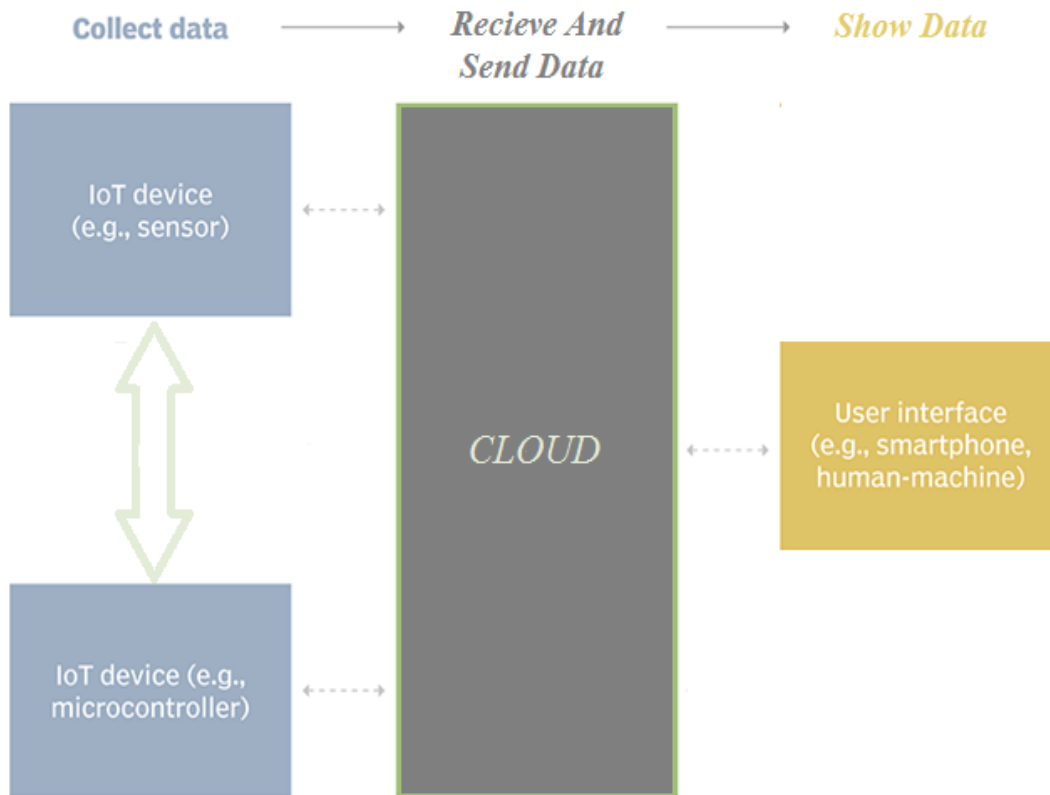 Collect data
Recieve And
Send Data
Show Data
IoT device
(e.g., sensor)
CLOUD
User interface
(e.g., smartphone,
human-machine)
IoT device (e.g.,
microcontroller)